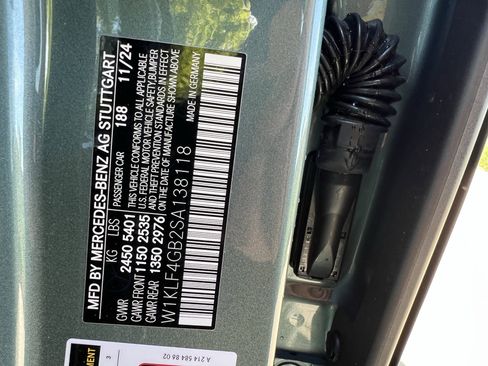 MFD BY MERCEDES-BENZ AG STUTTGART
188 11/24
KG LBS PASSENGER CAR MADE IN GERMANY
GVWR 2450 5401 THIS VEHICLE CONFORMS TO ALL APPLICABLE
GAWR FRONT 1150 2535 U.S. FEDERAL MOTOR VEHICLE SAFETY,BUMPER
GAWR REAR 1350 2976 AND THEFT PREVENTION STANDARDS IN EFFECT
ON THE DATE OF MANUFACTURE SHOWN ABOVE
W1KLF4GB2SA138118
3
A 214 584 86 02